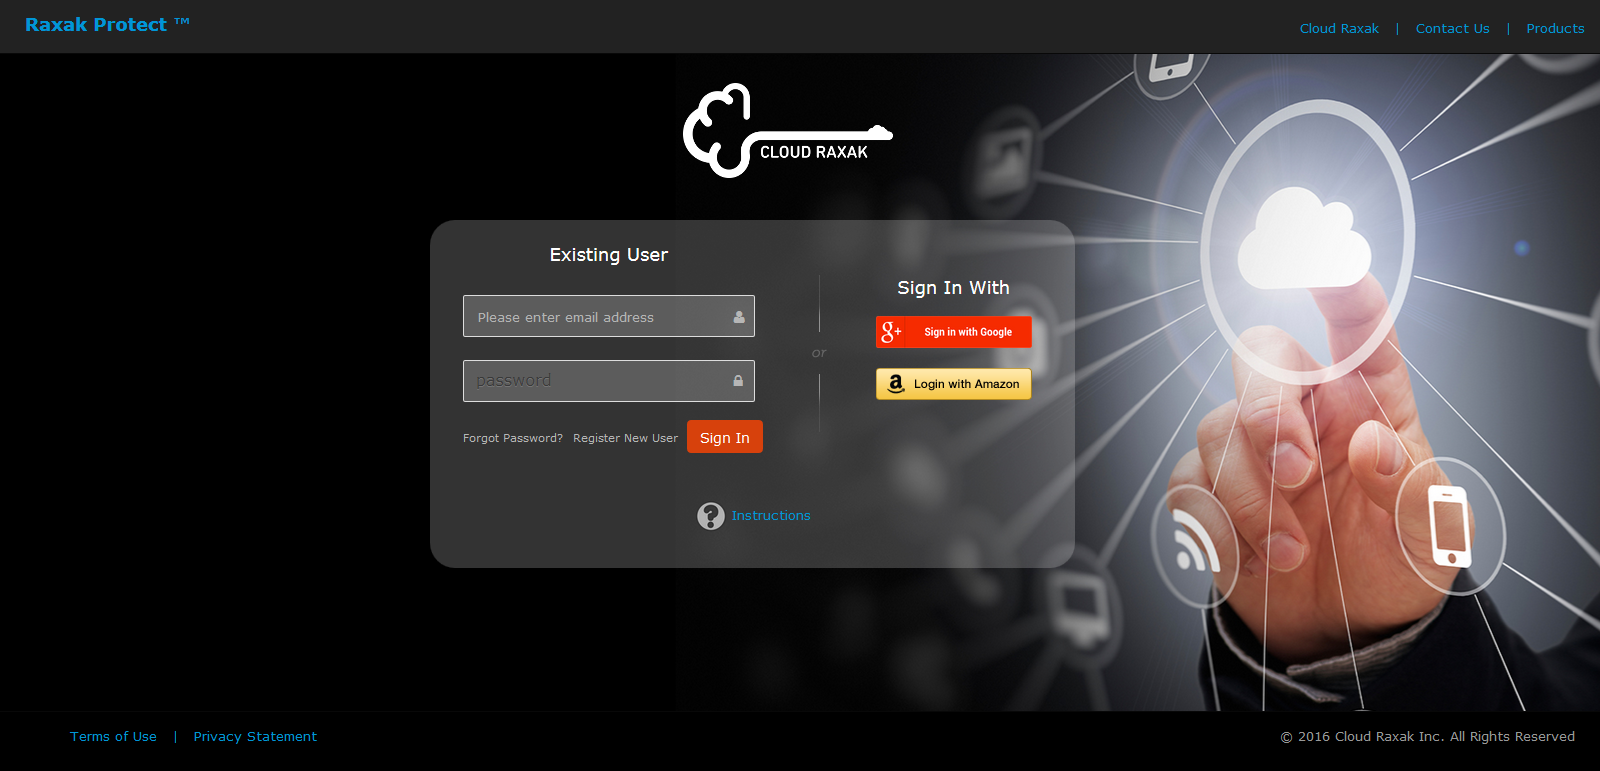 Raxak Protect ™
Cloud Raxak | Contact Us | Products
CLOUD RAXAK
Existing User
Please enter email address
password
Forgot Password? Register New User Sign In
or
Sign In With
g+ Sign in with Google
a Login with Amazon
? Instructions
Terms of Use | Privacy Statement
© 2016 Cloud Raxak Inc. All Rights Reserved